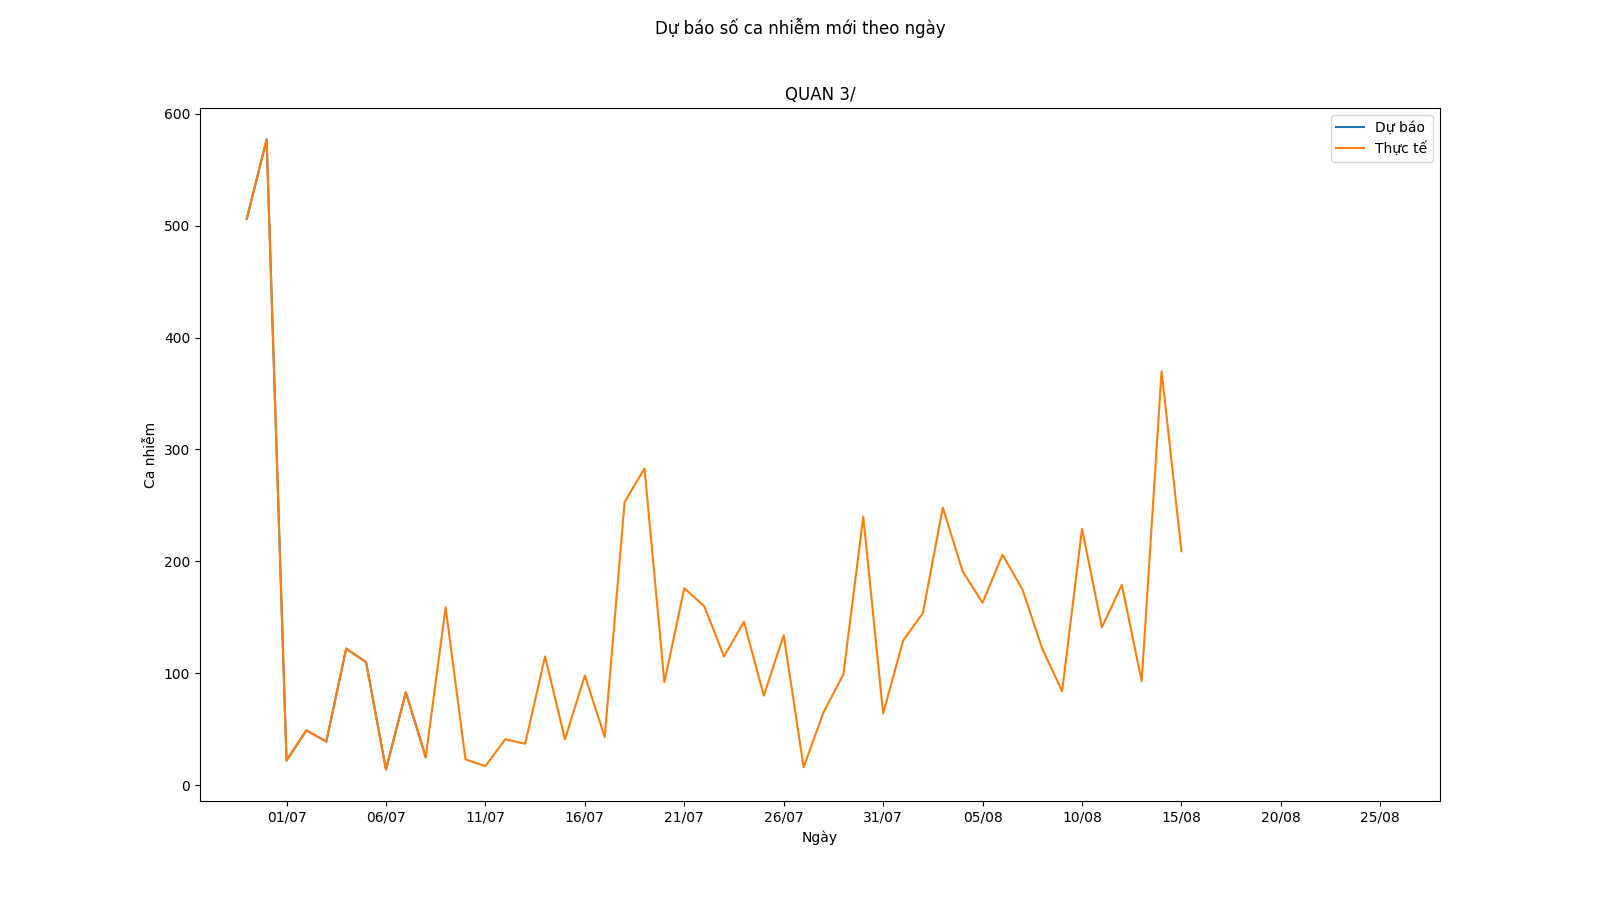 Dự báo số ca nhiễm mới theo ngày
QUAN 3/
Dự báo
Thực tế
600
500
400
300
200
100
0
Ca nhiễm
01/07 06/07 11/07 16/07 21/07 26/07 31/07 05/08 10/08 15/08 20/08 25/08
Ngày